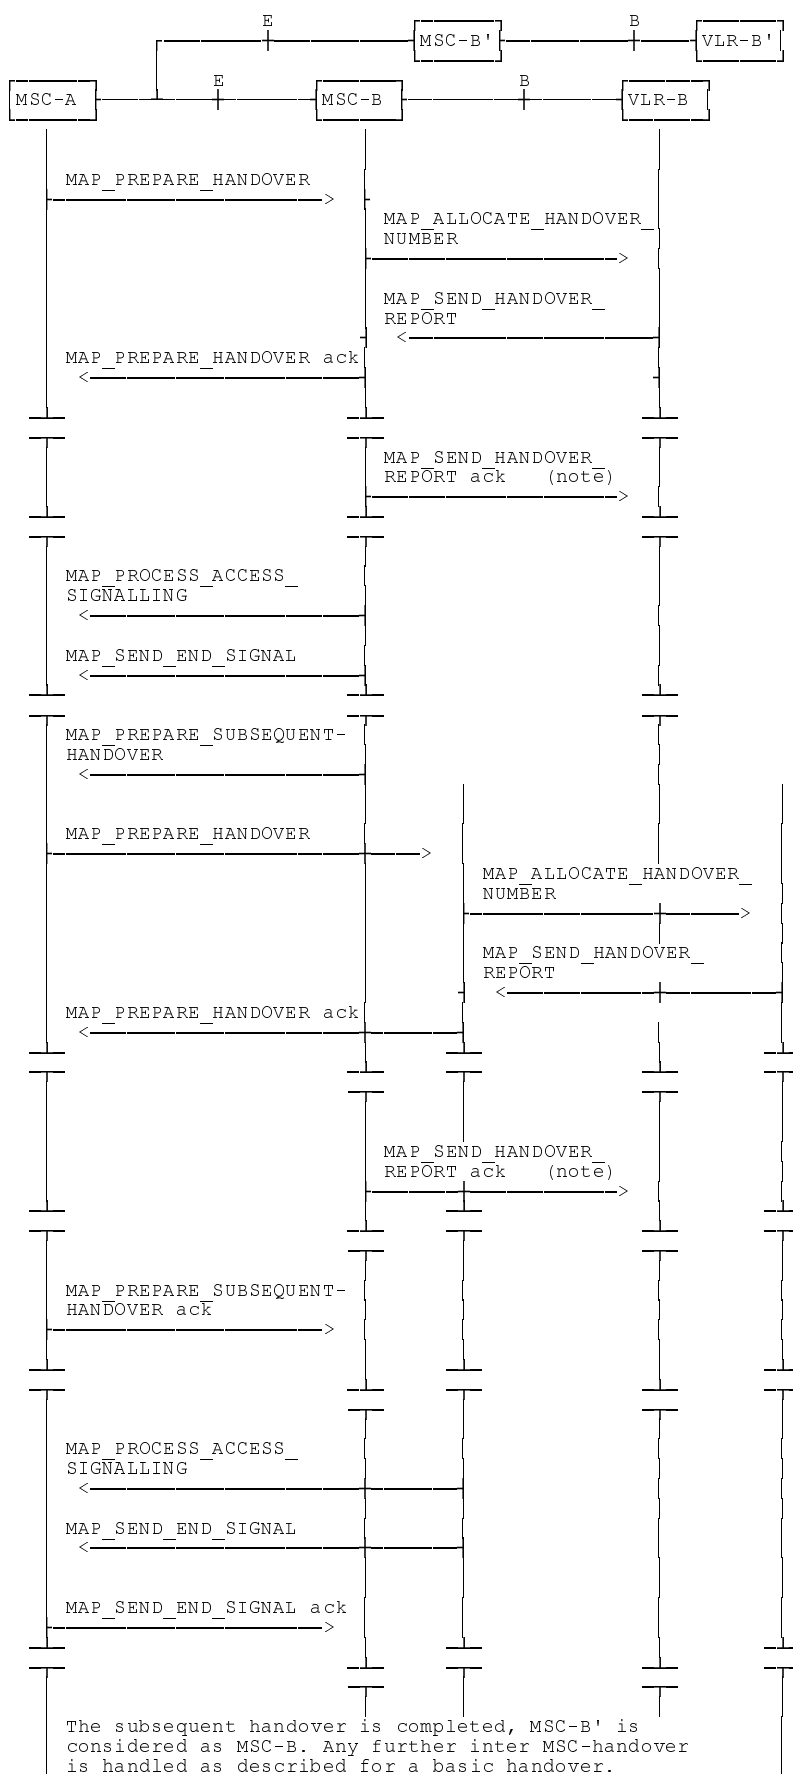 E
B
MSC-B'
VLR-B'
E
B
MSC-A
MSC-B
VLR-B
MAP_PREPARE_HANDOVER
MAP_ALLOCATE_HANDOVER_
NUMBER
MAP_SEND_HANDOVER_
REPORT
MAP_PREPARE_HANDOVER ack
MAP_SEND_HANDOVER_
REPORT ack (note)
MAP_PROCESS_ACCESS_
SIGNALLING
MAP_SEND_END_SIGNAL
MAP_PREPARE_SUBSEQUENT-
HANDOVER
MAP_PREPARE_HANDOVER
MAP_ALLOCATE_HANDOVER_
NUMBER
MAP_SEND_HANDOVER_
REPORT
MAP_PREPARE_HANDOVER ack
MAP_SEND_HANDOVER_
REPORT ack (note)
MAP_PREPARE_SUBSEQUENT-
HANDOVER ack
MAP_PROCESS_ACCESS_
SIGNALLING
MAP_SEND_END_SIGNAL
MAP_SEND_END_SIGNAL ack
The subsequent handover is completed, MSC-B' is
considered as MSC-B. Any further inter MSC-handover
is handled as described for a basic handover.